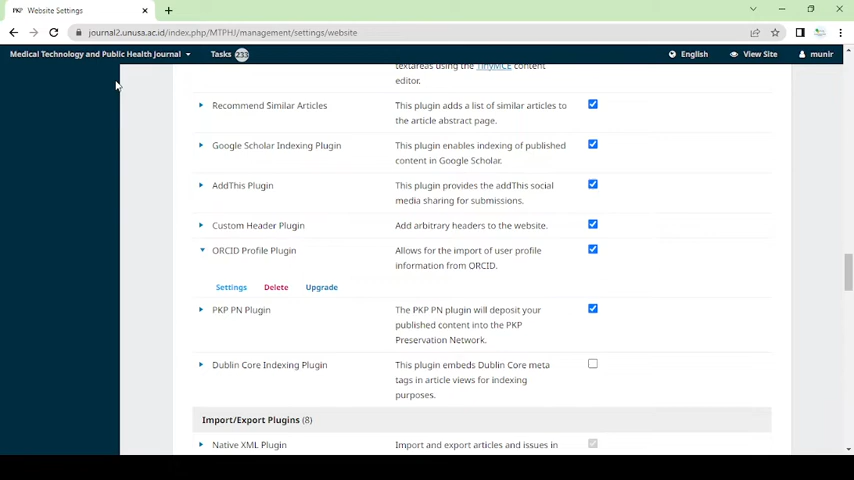 Website Settings
journal2.unusa.ac.id/index.php/MTPHJ/management/settings/website
Medical Technology and Public Health Journal
Tasks 233
English
View Site
munir
textareas using the TinyMCE content
editor.
Recommend Similar Articles
This plugin adds a list of similar articles to
the article abstract page.
Google Scholar Indexing Plugin
This plugin enables indexing of published
content in Google Scholar.
AddThis Plugin
This plugin provides the addThis social
media sharing for submissions.
Custom Header Plugin
Add arbitrary headers to the website.
ORCID Profile Plugin
Allows for the import of user profile
information from ORCID.
Settings Delete Upgrade
PKP PN Plugin
The PKP PN plugin will deposit your
published content into the PKP
Preservation Network.
Dublin Core Indexing Plugin
This plugin embeds Dublin Core meta
tags in article views for indexing
purposes.
Import/Export Plugins (8)
Native XML Plugin
Import and export articles and issues in